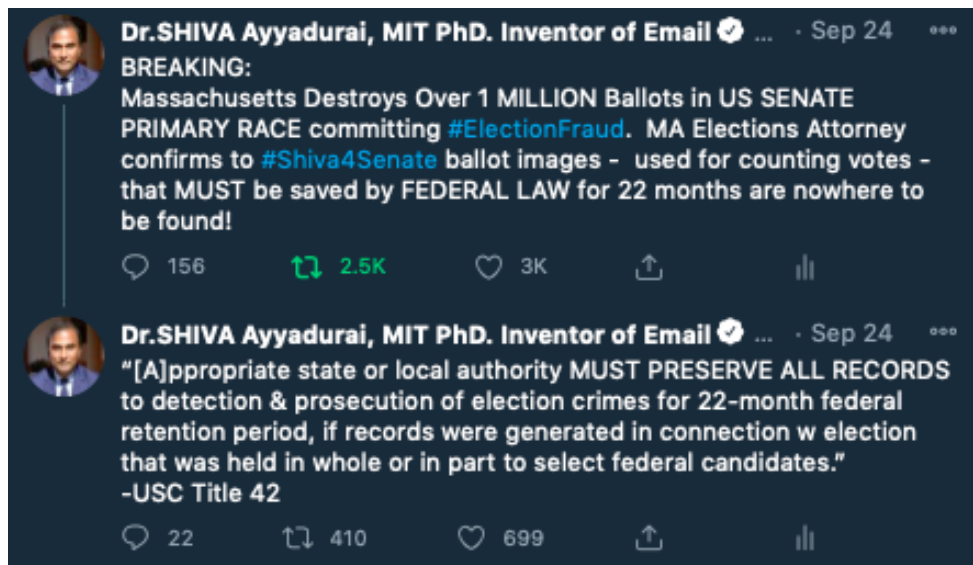 Dr.SHIVA Ayyadurai, MIT PhD. Inventor of Email ... · Sep 24
BREAKING:
Massachusetts Destroys Over 1 MILLION Ballots in US SENATE
PRIMARY RACE committing #ElectionFraud.  MA Elections Attorney
confirms to #Shiva4Senate ballot images -  used for counting votes -
that MUST be saved by FEDERAL LAW for 22 months are nowhere to
be found!
156 2.5K 3K
Dr.SHIVA Ayyadurai, MIT PhD. Inventor of Email ... · Sep 24
“[A]ppropriate state or local authority MUST PRESERVE ALL RECORDS
to detection & prosecution of election crimes for 22-month federal
retention period, if records were generated in connection w election
that was held in whole or in part to select federal candidates.”
-USC Title 42
22 410 699